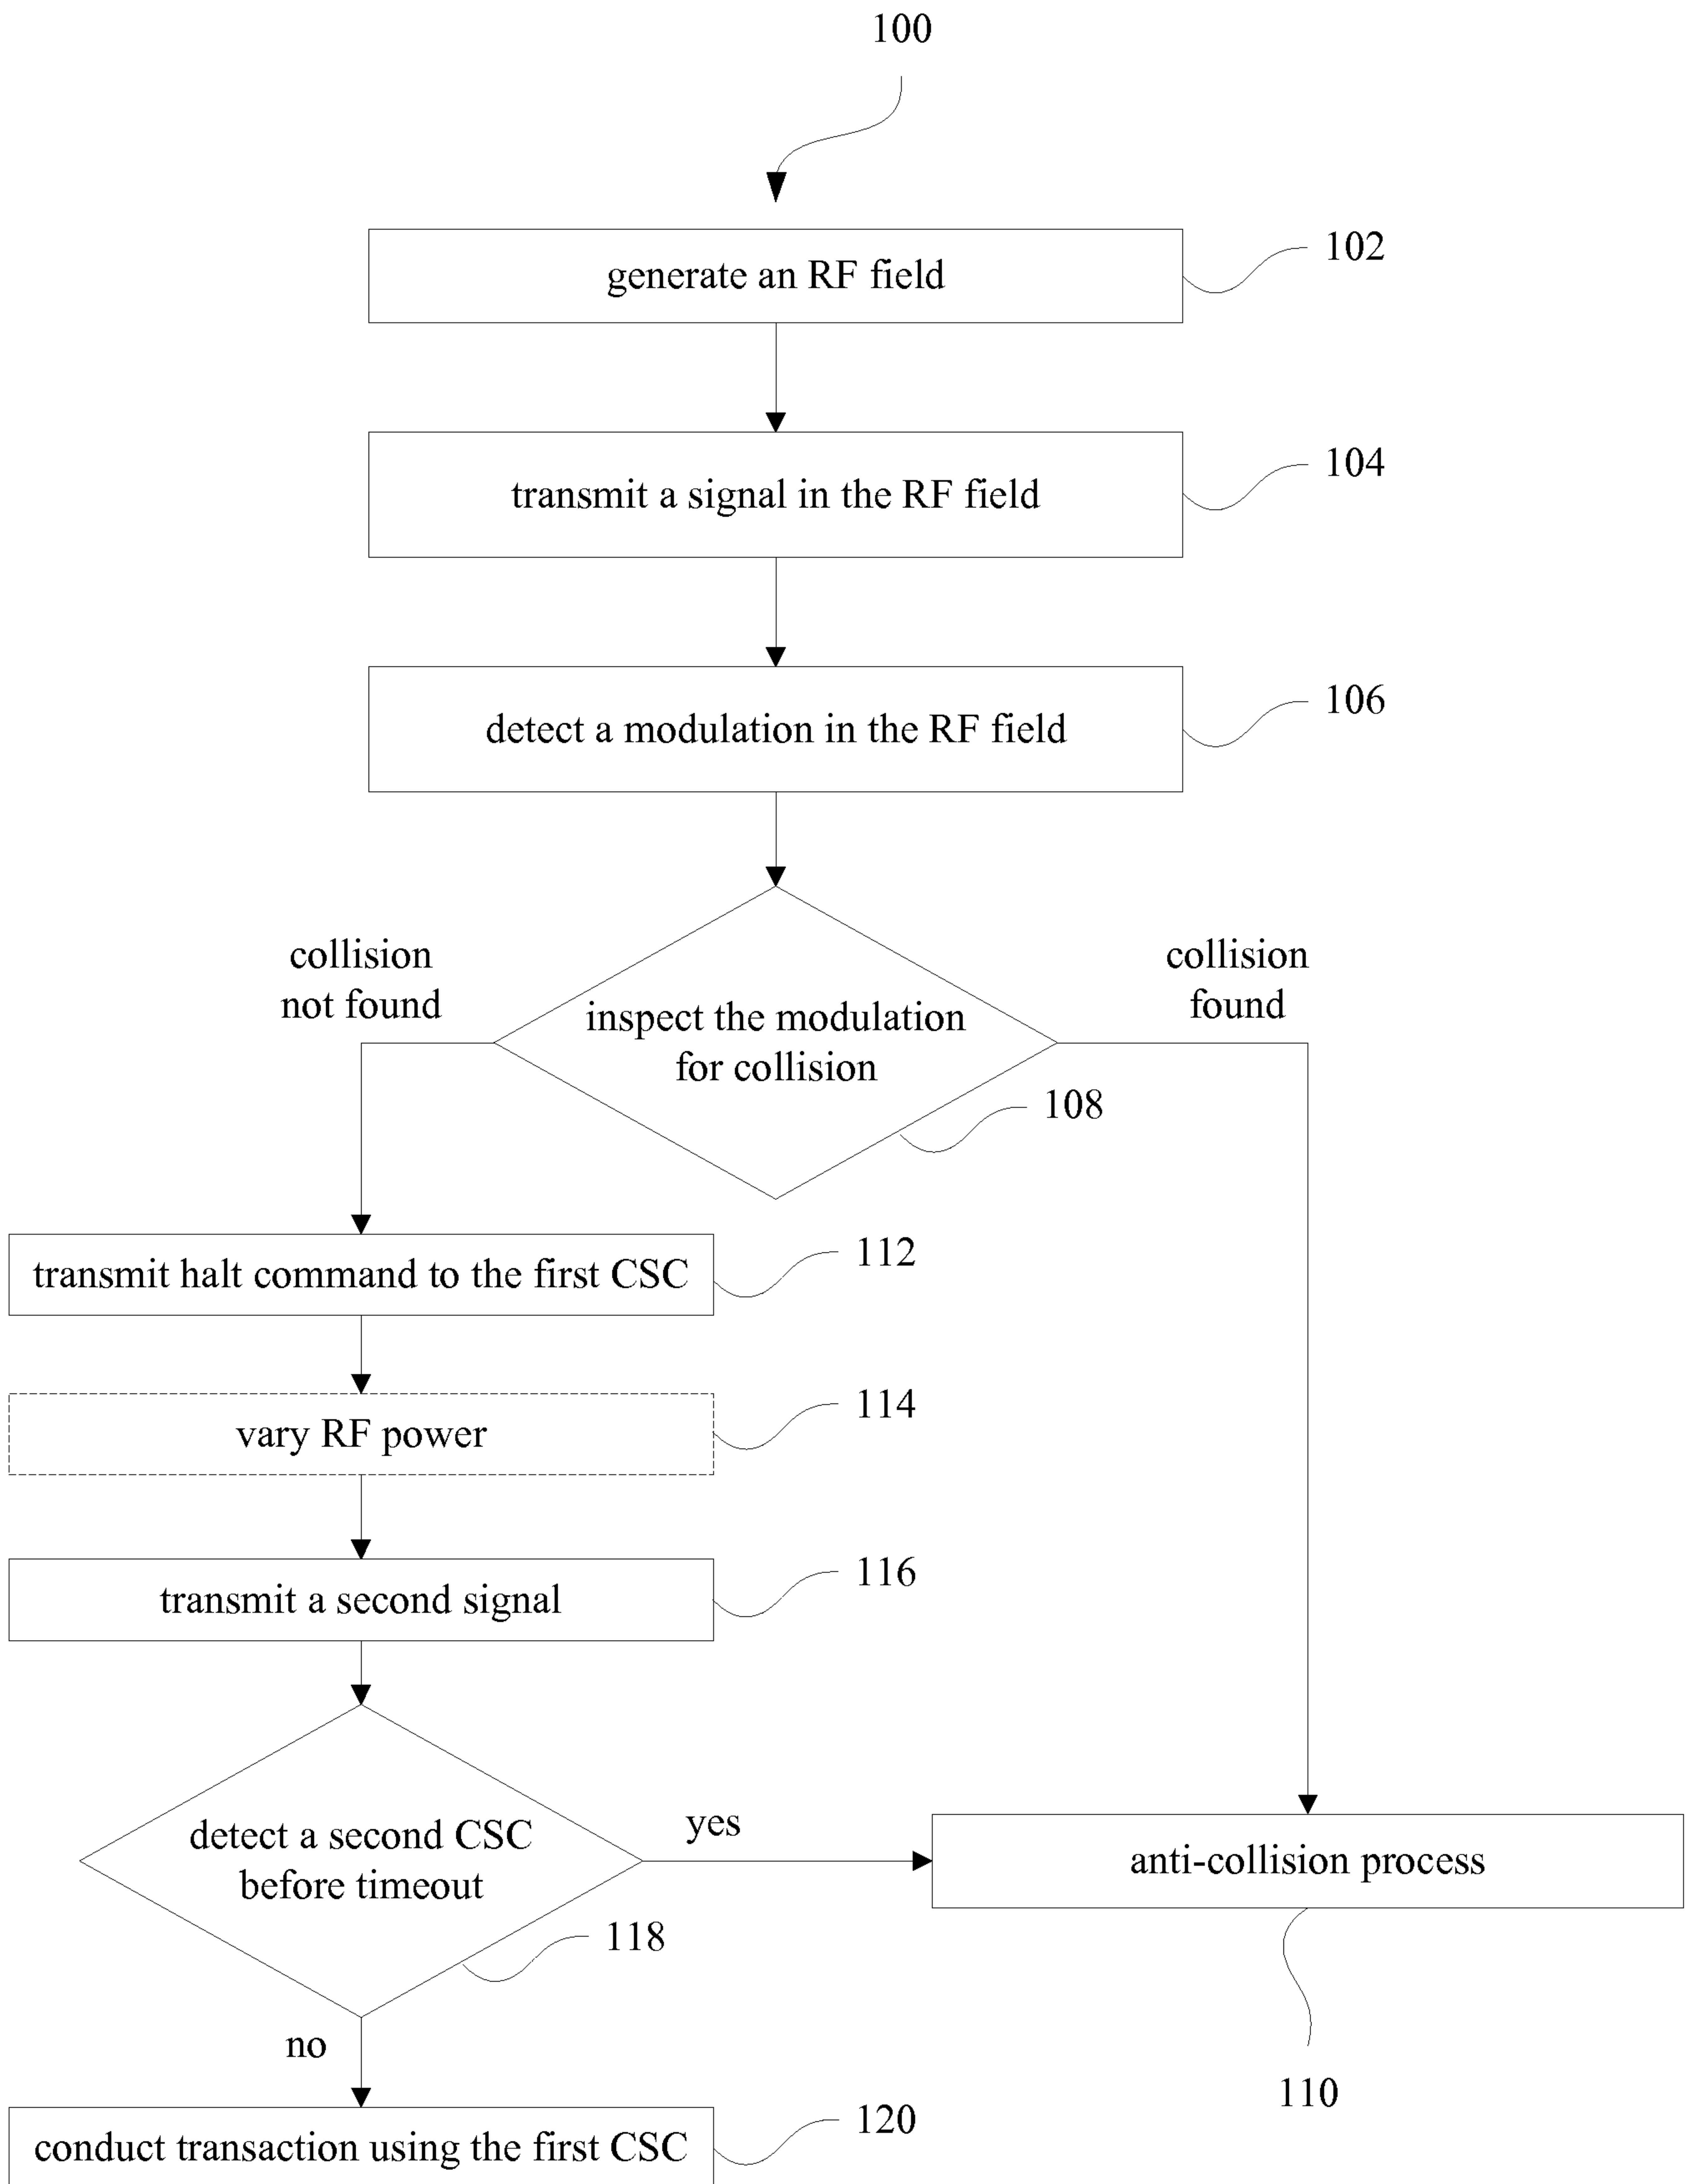 100
generate an RF field
102
transmit a signal in the RF field
104
detect a modulation in the RF field
106
collision
not found
collision
found
inspect the modulation
for collision
108
transmit halt command to the first CSC
112
vary RF power
114
transmit a second signal
116
detect a second CSC
before timeout
yes
anti-collision process
118
no
110
conduct transaction using the first CSC
120